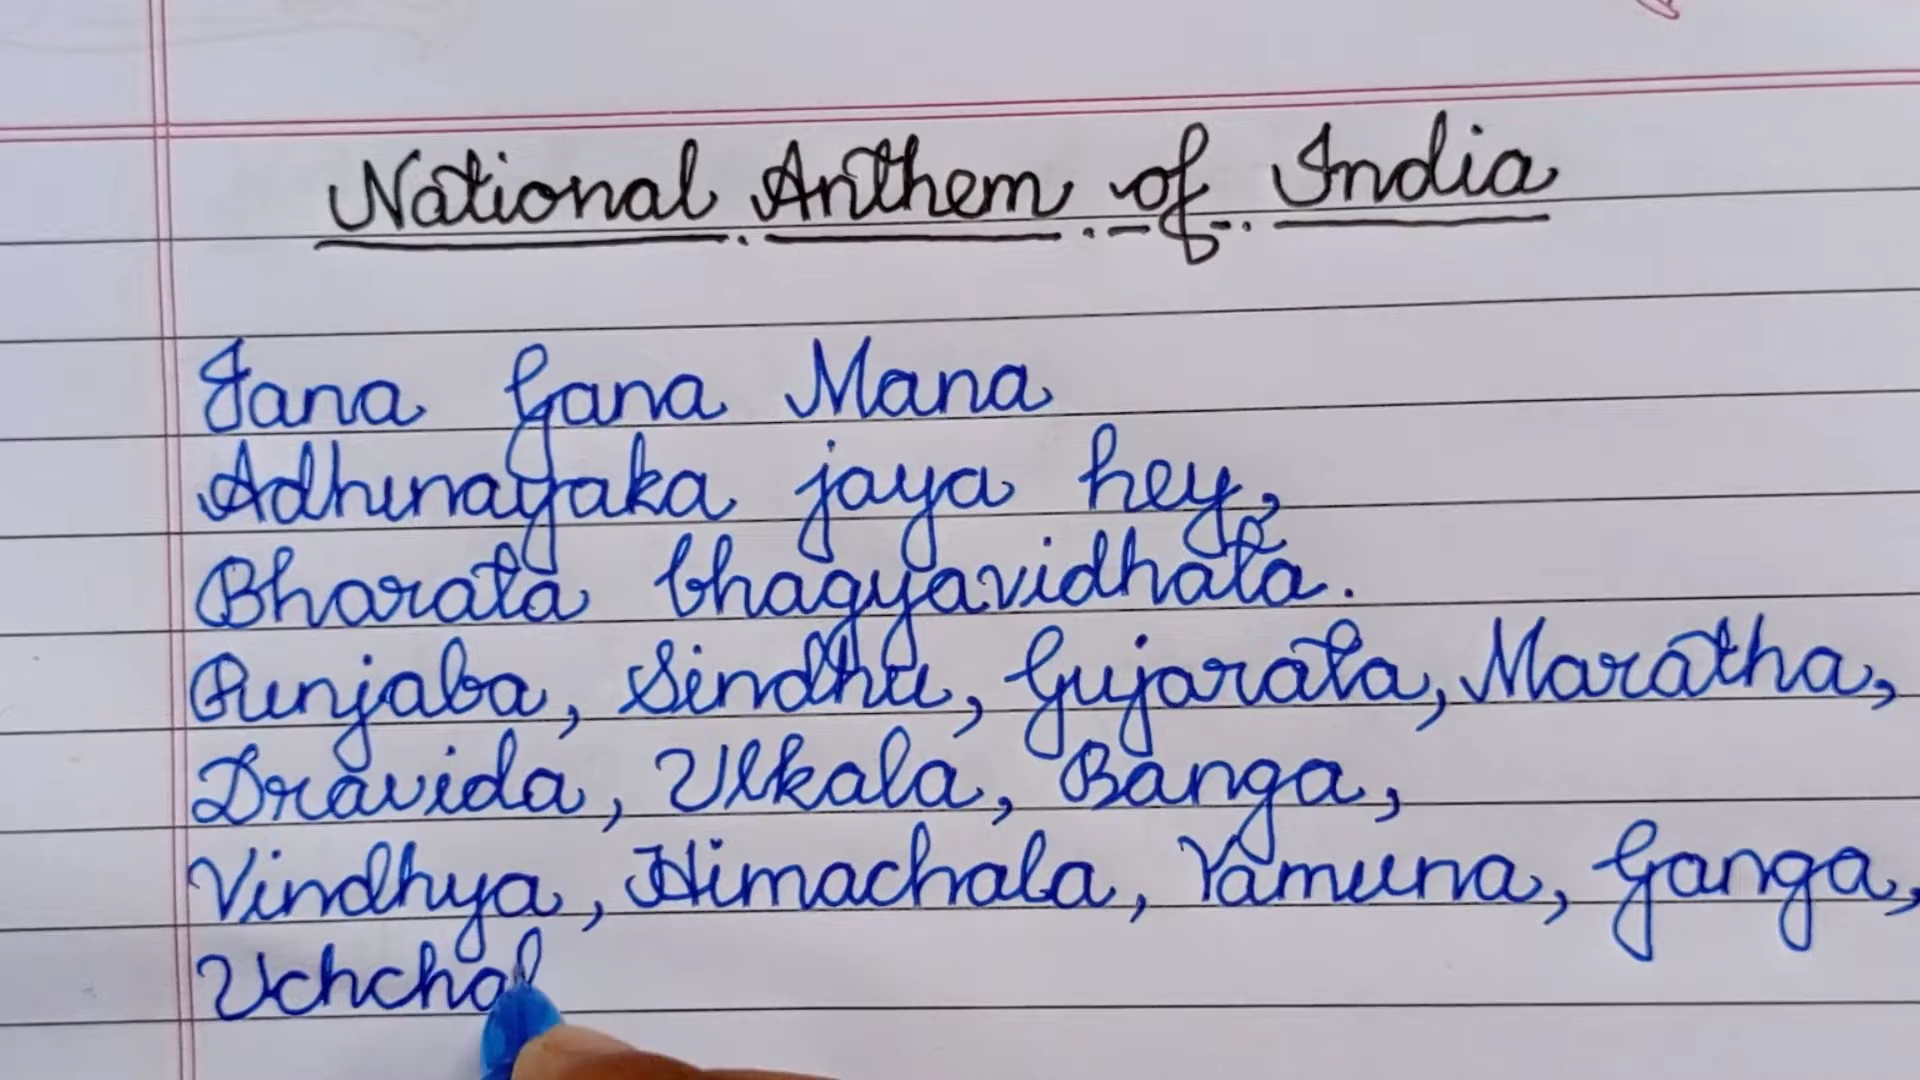 National Anthem of India
Jana Gana Mana
Adhinayaka jaya hey,
Bharata bhagyavidhata.
Punjaba, Sindhu, Gujarata, Maratha,
Dravida, Utkala, Banga,
Vindhya, Himachala, Yamuna, Ganga,
Uchchal